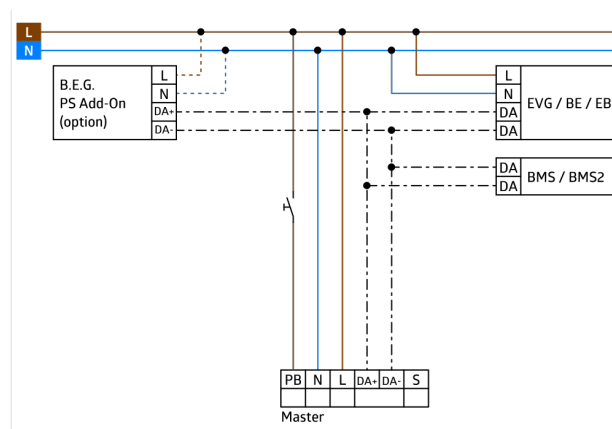 L
N
B.E.G.
PS Add-On
(option)
L
N
DA+
DA-
L
N
DA
DA
EVG / BE / EB
DA
DA
BMS / BMS2
PB N L DA+ DA- S
Master